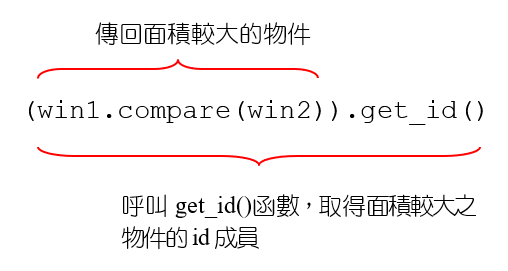 傳回面積較大的物件
(win1.compare(win2)).get_id()
呼叫 get_id()函數，取得面積較大之
物件的 id 成員